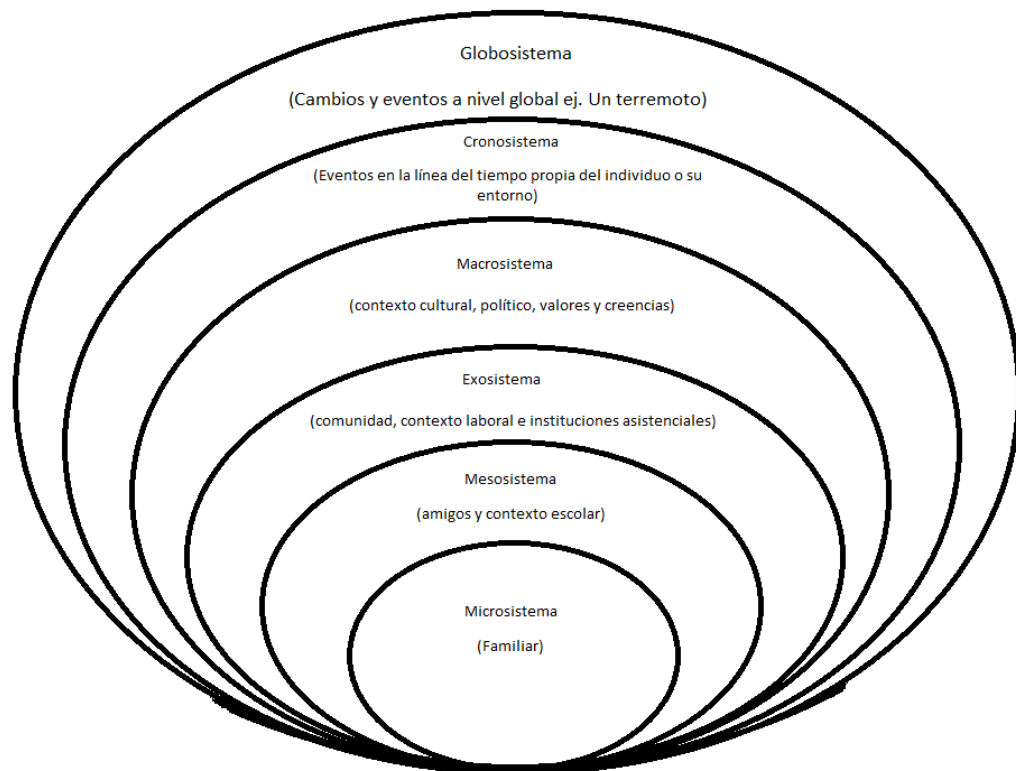 Globosistema
(Cambios y eventos a nivel global ej. Un terremoto)
Cronosistema
(Eventos en la línea del tiempo propia del individuo o su
entorno)
Macrosistema
(contexto cultural, político, valores y creencias)
Exosistema
(comunidad, contexto laboral e instituciones asistenciales)
Mesosistema
(amigos y contexto escolar)
Microsistema
(Familiar)